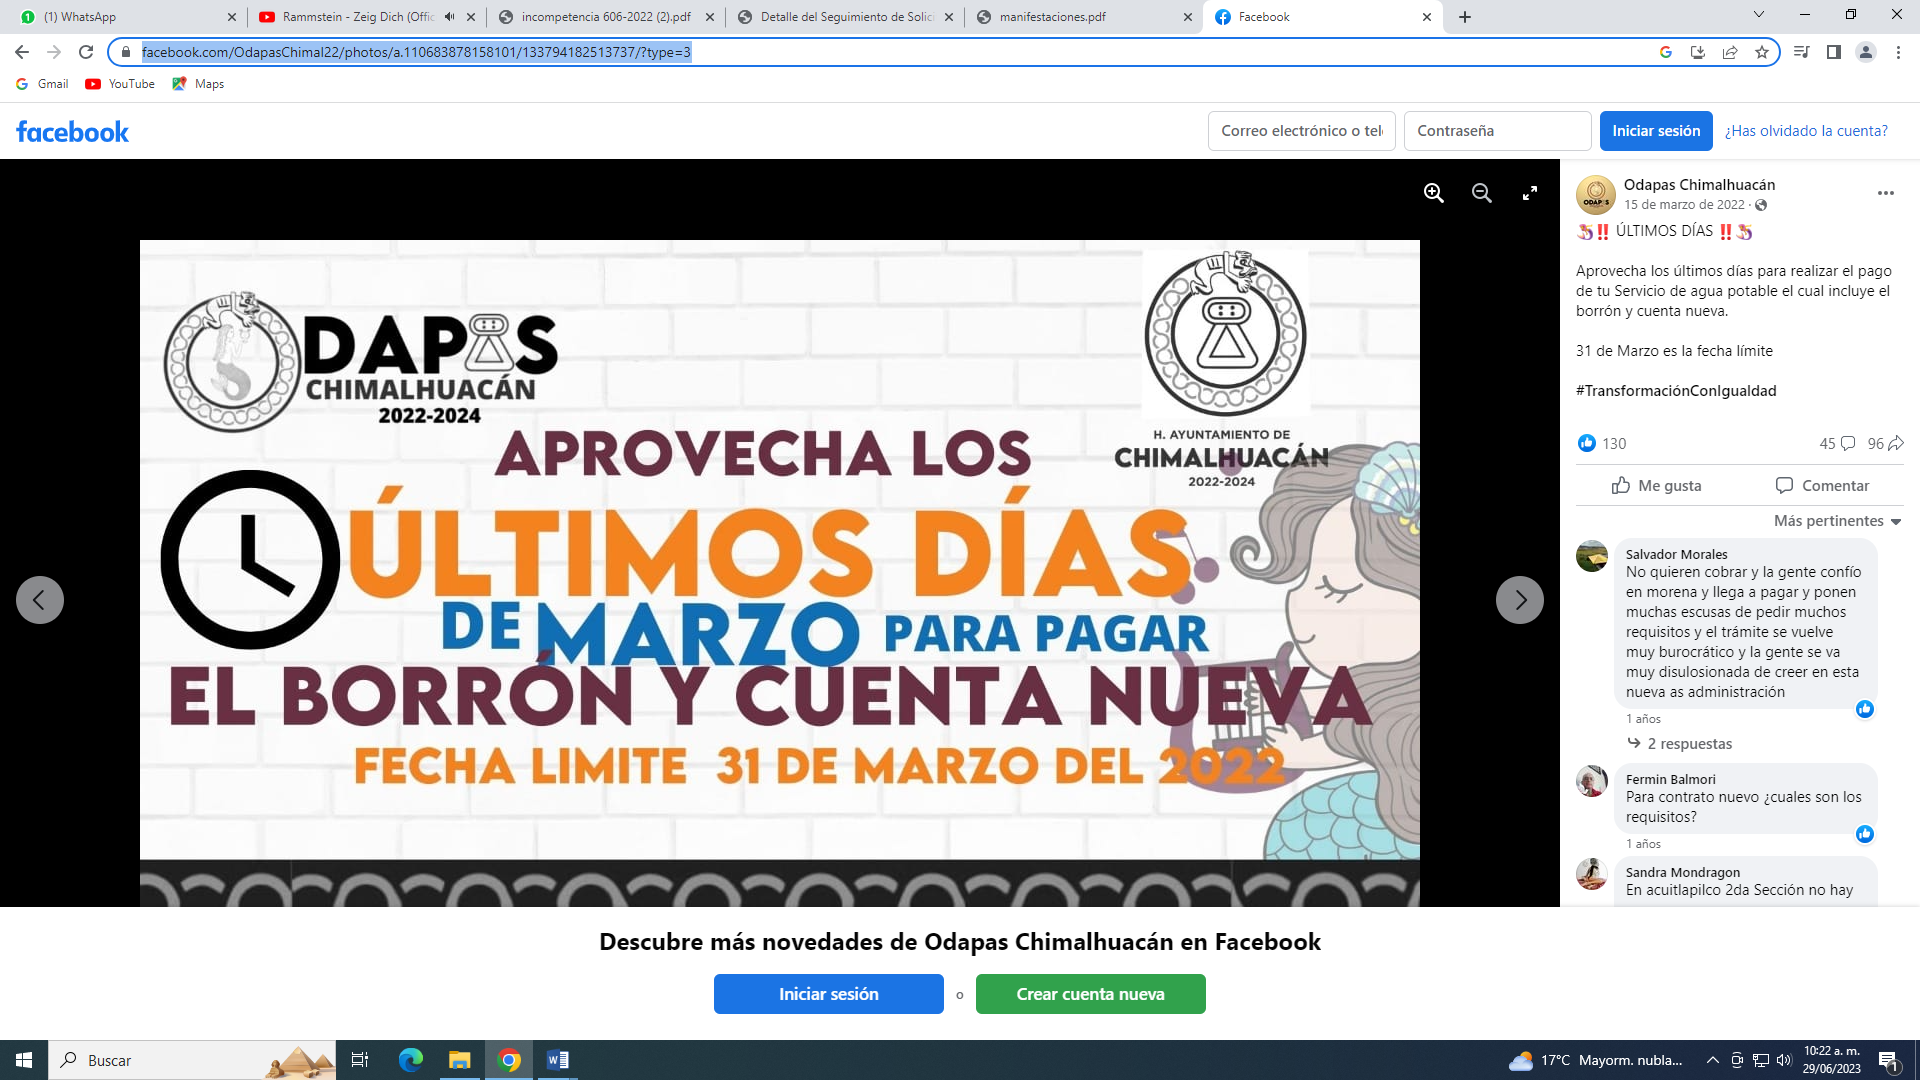 (1) WhatsApp
Rammstein - Zeig Dich (Offic
incompetencia 606-2022 (2).pdf
Detalle del Seguimiento de Solici
manifestaciones.pdf
Facebook
facebook.com/OdapasChimal22/photos/a.110683878158101/133794182513737/?type=3
Gmail
YouTube
Maps
facebook
Correo electrónico o tel
Contraseña
Iniciar sesión
¿Has olvidado la cuenta?
ODAPAS
CHIMALHUACÁN
2022-2024
H. AYUNTAMIENTO DE
CHIMALHUACÁN
2022-2024
APROVECHA LOS
ÚLTIMOS DÍAS
DE MARZO PARA PAGAR
EL BORRÓN Y CUENTA NUEVA
FECHA LIMITE 31 DE MARZO DEL 2022
ODAPAS
Odapas Chimalhuacán
15 de marzo de 2022 ·
‼ ÚLTIMOS DÍAS ‼
Aprovecha los últimos días para realizar el pago
de tu Servicio de agua potable el cual incluye el
borrón y cuenta nueva.
31 de Marzo es la fecha límite
#TransformaciónConIgualdad
130
45
96
Me gusta
Comentar
Más pertinentes
Salvador Morales
No quieren cobrar y la gente confío
en morena y llega a pagar y ponen
muchas escusas de pedir muchos
requisitos y el trámite se vuelve
muy burocrático y la gente se va
muy disulosionada de creer en esta
nueva as administración
1 años
2 respuestas
Fermin Balmori
Para contrato nuevo ¿cuales son los
requisitos?
1 años
Sandra Mondragon
En acuitlapilco 2da Sección no hay
Descubre más novedades de Odapas Chimalhuacán en Facebook
Iniciar sesión
o
Crear cuenta nueva
Buscar
17°C Mayorm. nubla...
10:22 a. m.
29/06/2023
1